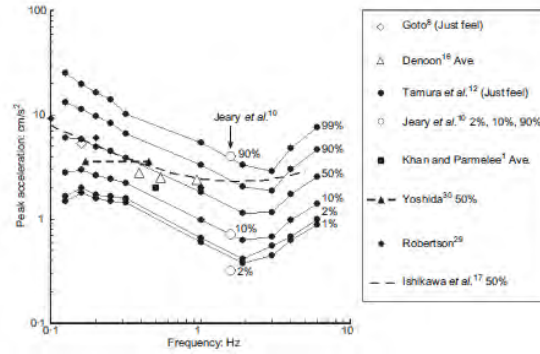 100
10
1
0·1
0·1
1
10
Peak acceleration: cm/s²
Frequency: Hz
Jeary et al.¹⁰
90%
10%
2%
99%
90%
50%
10%
2%
1%
Goto⁸ (Just feel)
Denoon¹⁸ Ave.
Tamura et al.¹² (Just feel)
Jeary et al.¹⁰ 2%, 10%, 90%
Khan and Parmelee¹ Ave.
Yoshida³⁰ 50%
Robertson²⁹
Ishikawa et al.¹⁷ 50%